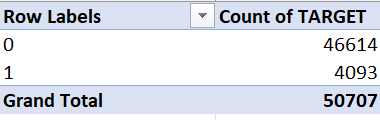 Row Labels Count of TARGET
0 46614
1 4093
Grand Total 50707